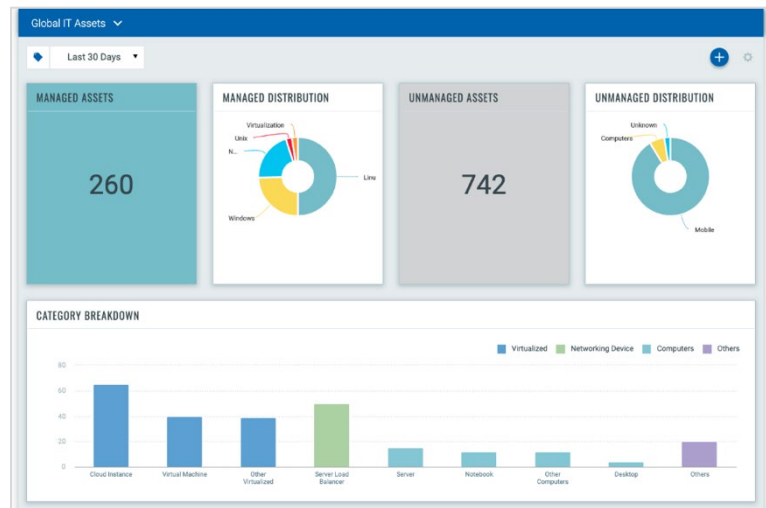 Global IT Assets
Last 30 Days
MANAGED ASSETS
260
MANAGED DISTRIBUTION
Virtualization
Unix
N...
Linu
Windows
UNMANAGED ASSETS
742
UNMANAGED DISTRIBUTION
Unknown
Computers
Mobile
CATEGORY BREAKDOWN
Virtualized Networking Device Computers Others
80
60
40
20
0
Cloud Instance
Virtual Machine
Other
Virtualized
Server Load
Balancer
Server
Notebook
Other
Computers
Desktop
Others